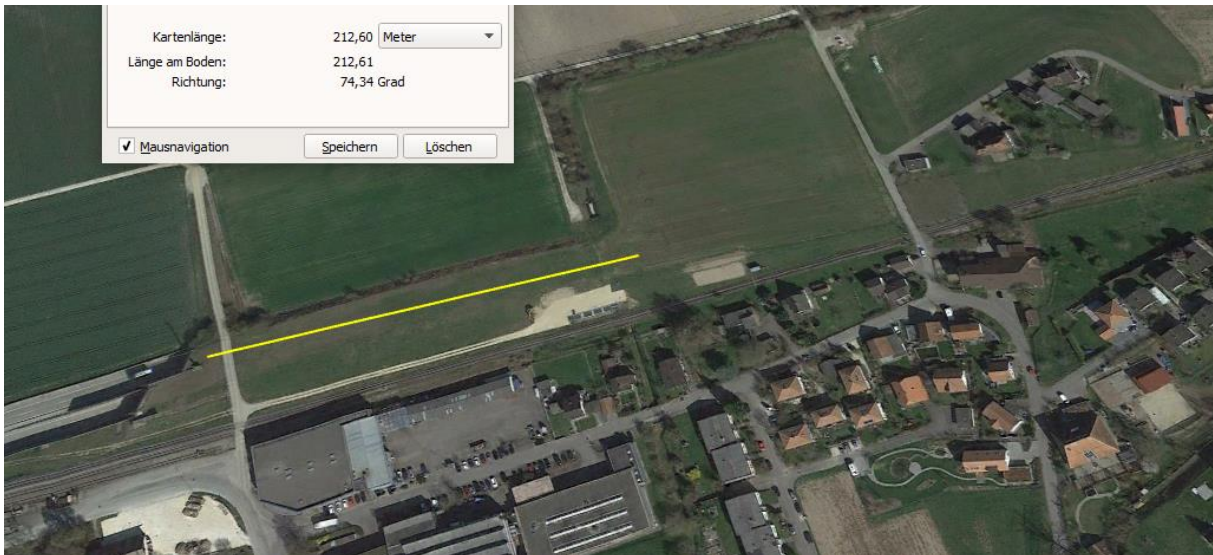 Kartenlänge: 212,60 Meter
Länge am Boden: 212,61
Richtung: 74,34 Grad
Mausnavigation Speichern Löschen